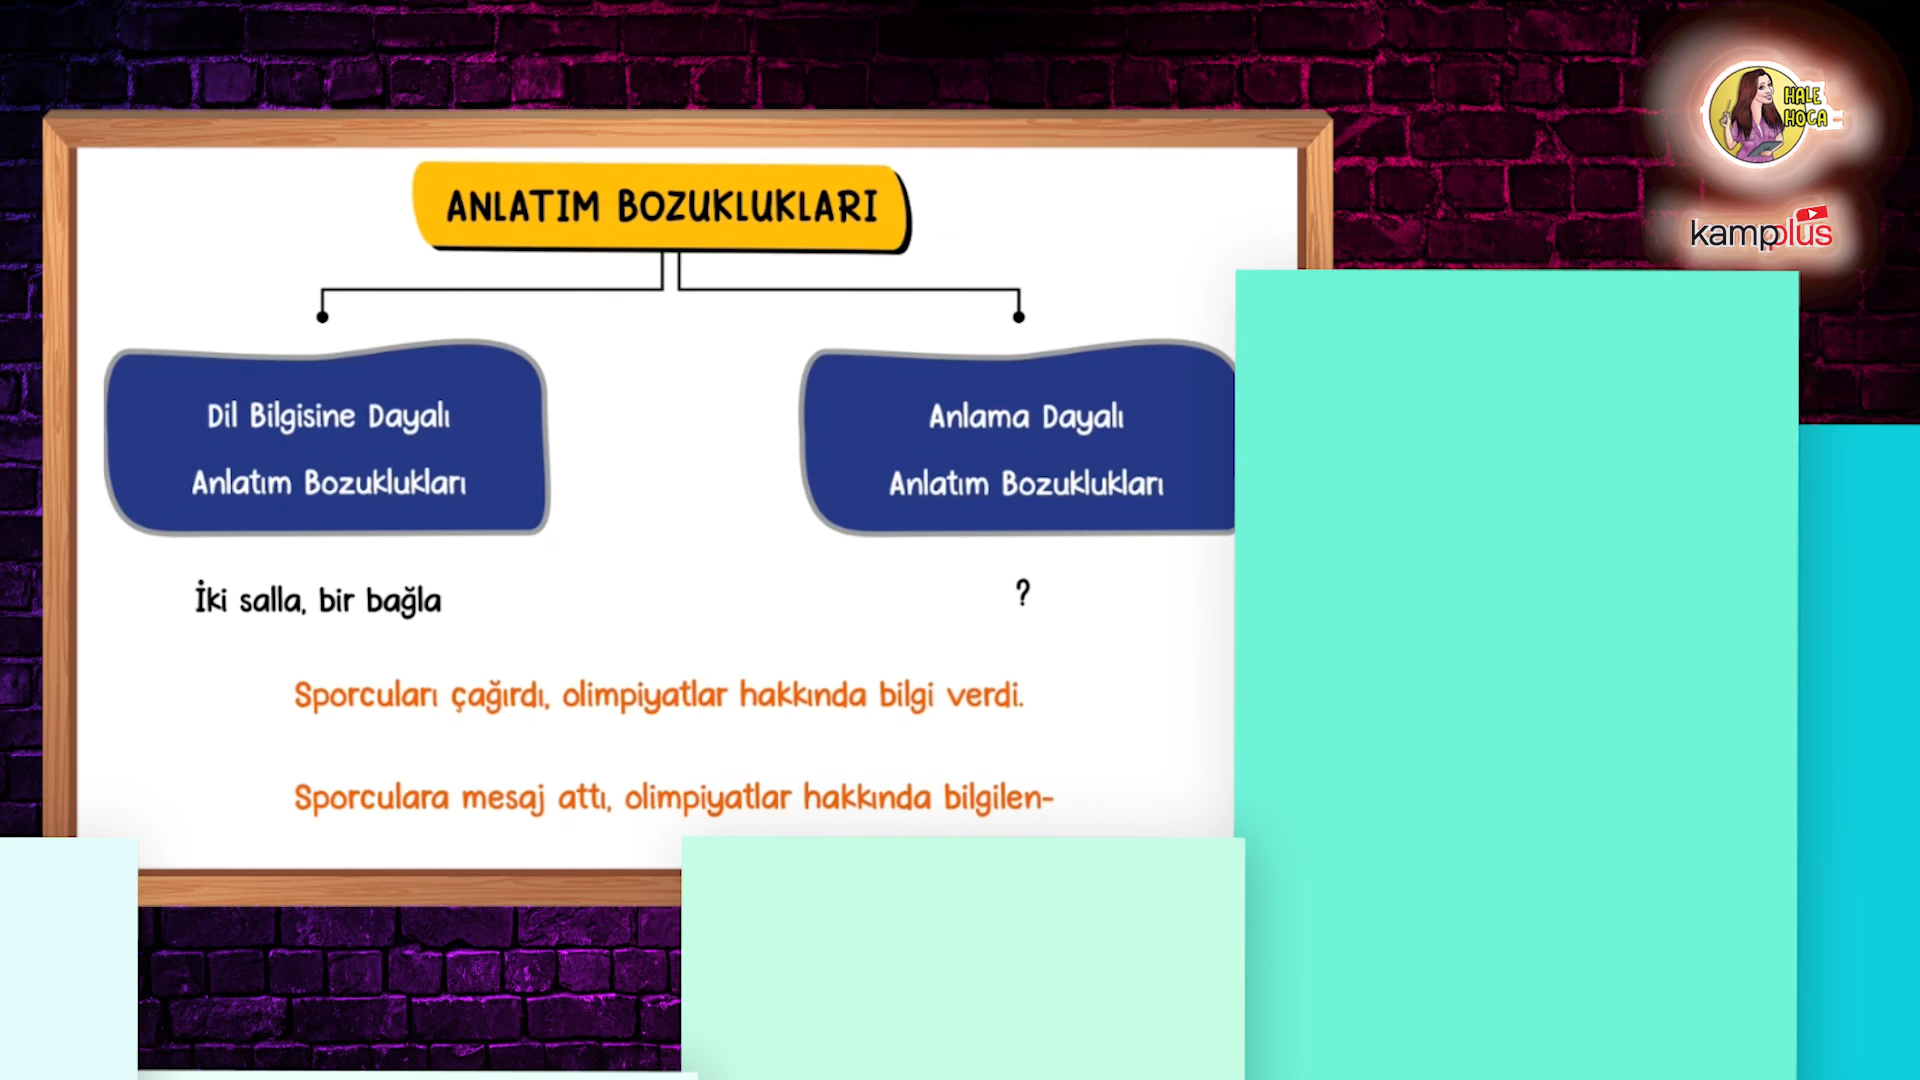 HALE
HOCA
kampplus
ANLATIM BOZUKLUKLARI
Dil Bilgisine Dayalı
Anlatım Bozuklukları
Anlama Dayalı
Anlatım Bozuklukları
İki salla, bir bağla
?
Sporcuları çağırdı, olimpiyatlar hakkında bilgi verdi.
Sporculara mesaj attı, olimpiyatlar hakkında bilgilen-